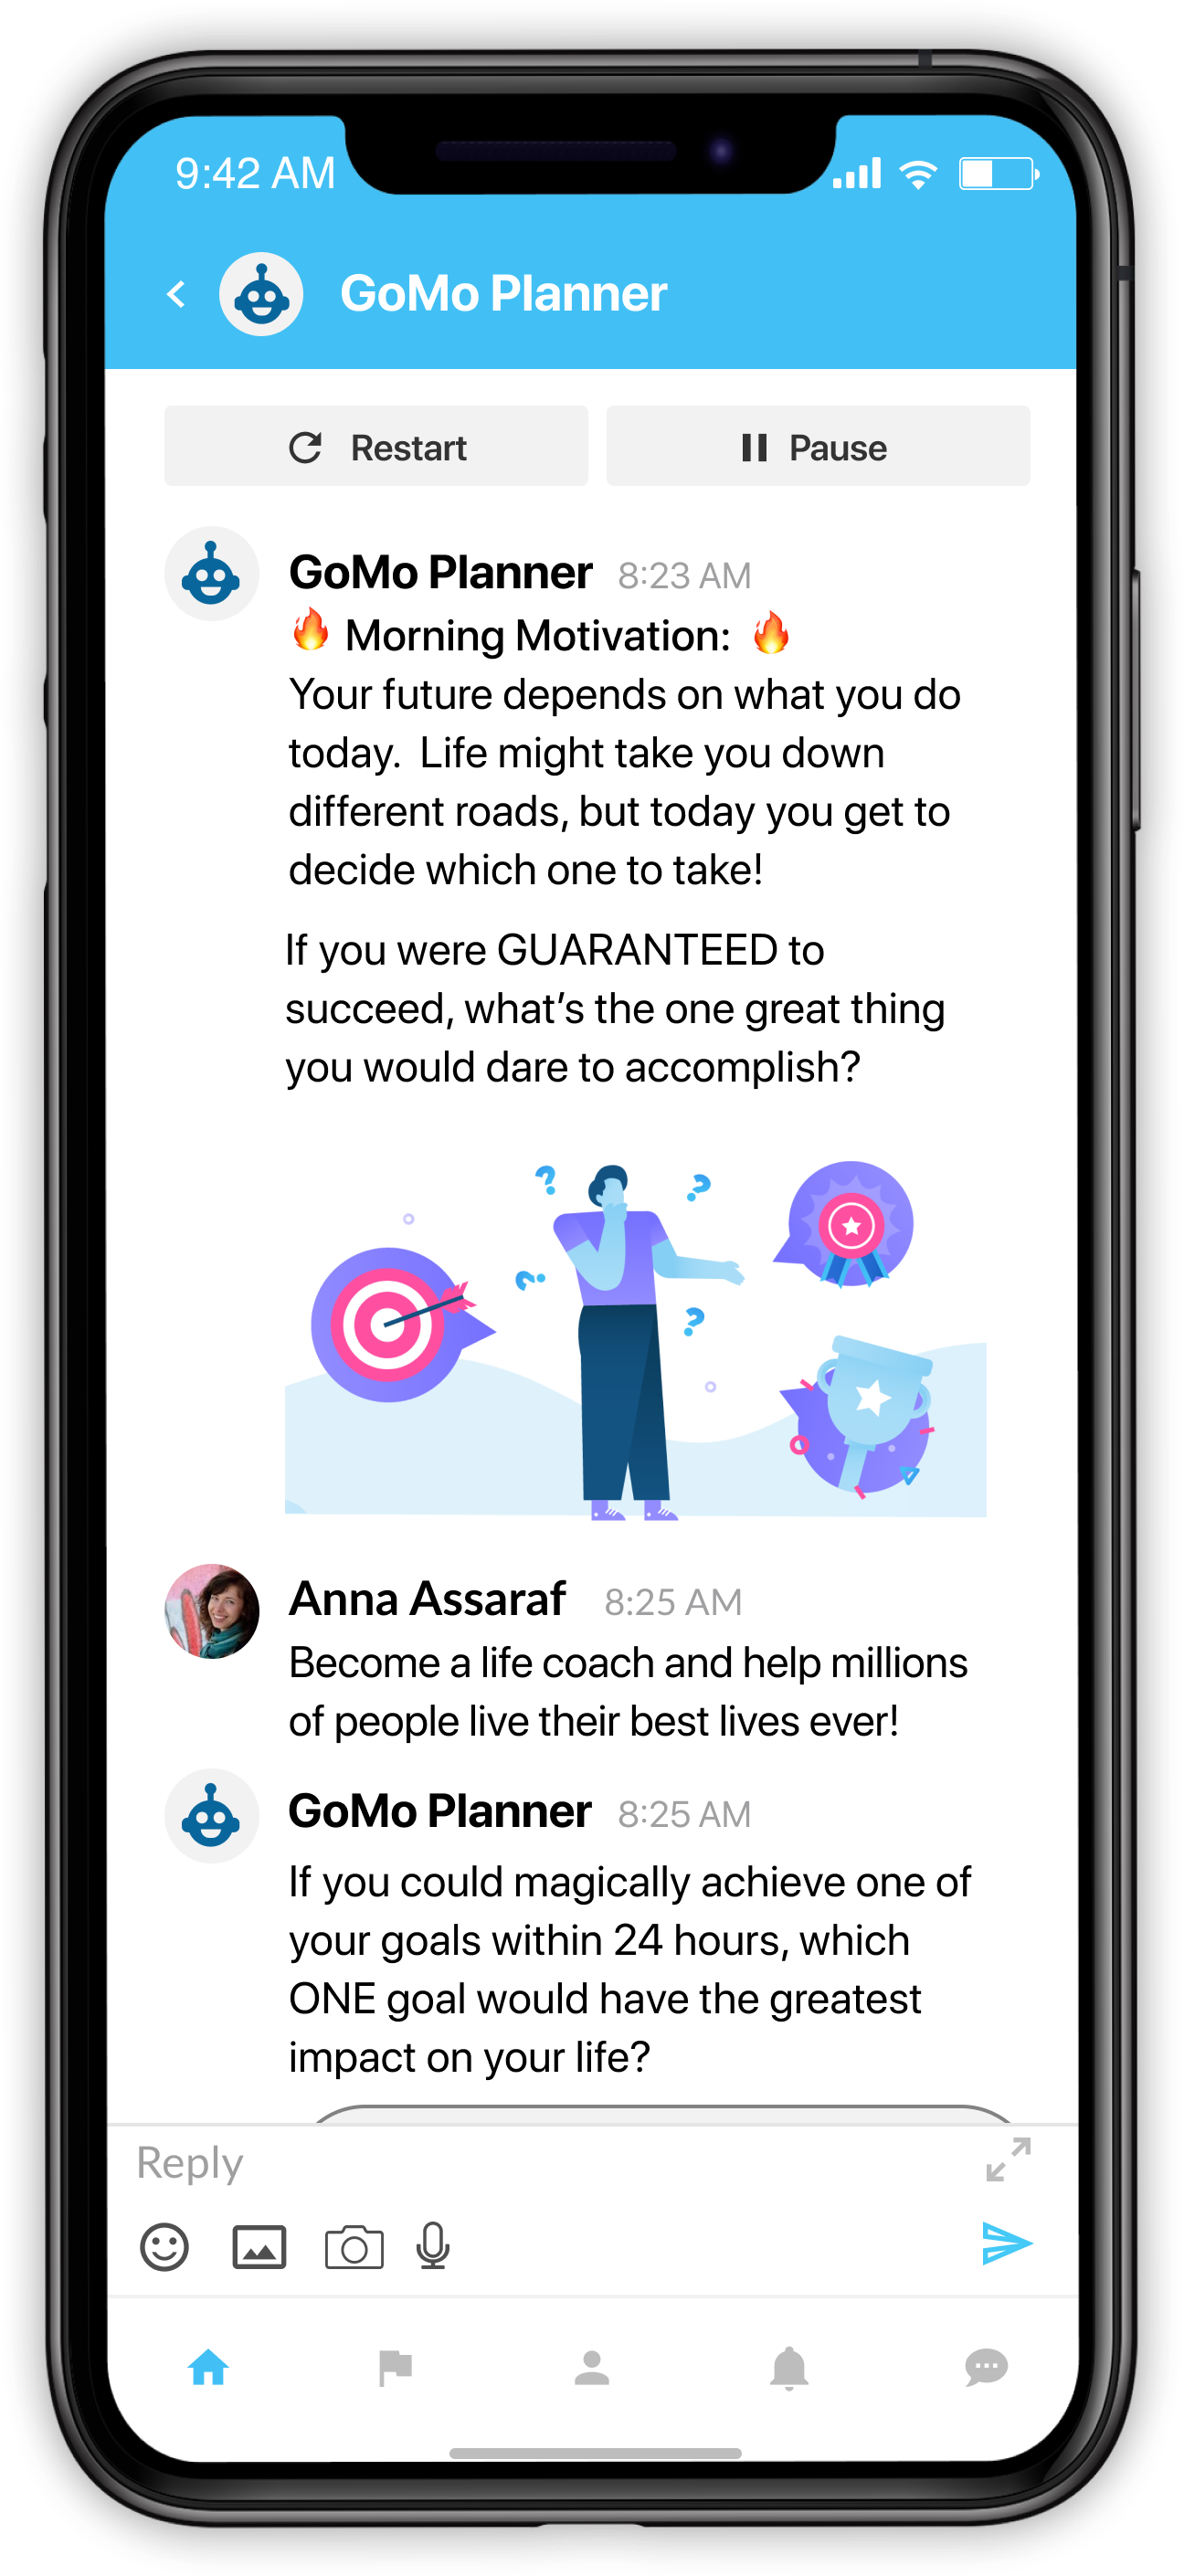 9:42 AM
GoMo Planner
Restart
Pause
GoMo Planner 8:23 AM
🔥 Morning Motivation: 🔥
Your future depends on what you do
today. Life might take you down
different roads, but today you get to
decide which one to take!
If you were GUARANTEED to
succeed, what’s the one great thing
you would dare to accomplish?
? ?
? ?
Anna Assaraf 8:25 AM
Become a life coach and help millions
of people live their best lives ever!
GoMo Planner 8:25 AM
If you could magically achieve one of
your goals within 24 hours, which
ONE goal would have the greatest
impact on your life?
Reply